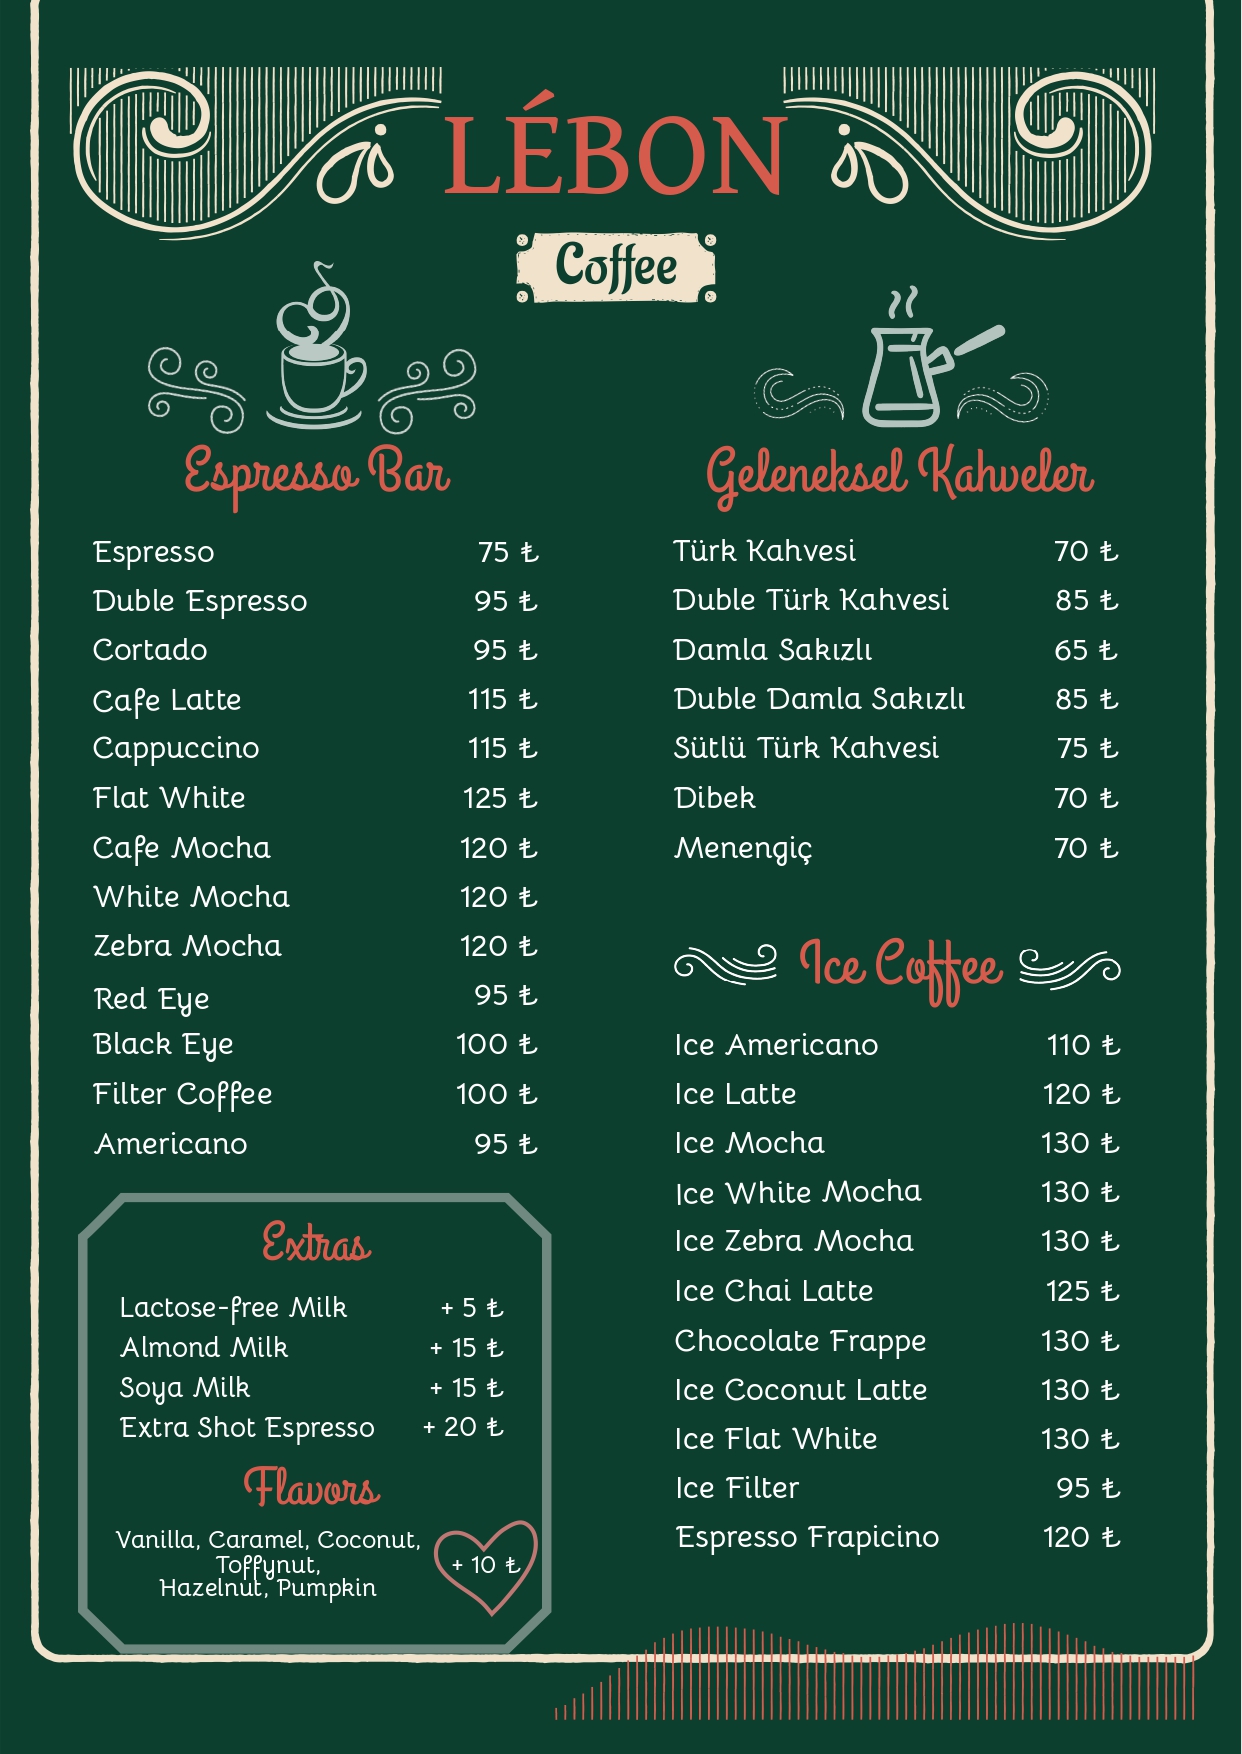 LÉBON
Coffee
Espresso Bar
Espresso 75 ₺
Duble Espresso 95 ₺
Cortado 95 ₺
Cafe Latte 115 ₺
Cappuccino 115 ₺
Flat White 125 ₺
Cafe Mocha 120 ₺
White Mocha 120 ₺
Zebra Mocha 120 ₺
Red Eye 95 ₺
Black Eye 100 ₺
Filter Coffee 100 ₺
Americano 95 ₺
Extras
Lactose-free Milk + 5 ₺
Almond Milk + 15 ₺
Soya Milk + 15 ₺
Extra Shot Espresso + 20 ₺
Flavors
Vanilla, Caramel, Coconut,
Toffynut,
Hazelnut, Pumpkin
+ 10 ₺
Geleneksel Kahveler
Türk Kahvesi 70 ₺
Duble Türk Kahvesi 85 ₺
Damla Sakızlı 65 ₺
Duble Damla Sakızlı 85 ₺
Sütlü Türk Kahvesi 75 ₺
Dibek 70 ₺
Menengiç 70 ₺
Ice Coffee
Ice Americano 110 ₺
Ice Latte 120 ₺
Ice Mocha 130 ₺
Ice White Mocha 130 ₺
Ice Zebra Mocha 130 ₺
Ice Chai Latte 125 ₺
Chocolate Frappe 130 ₺
Ice Coconut Latte 130 ₺
Ice Flat White 130 ₺
Ice Filter 95 ₺
Espresso Frapicino 120 ₺